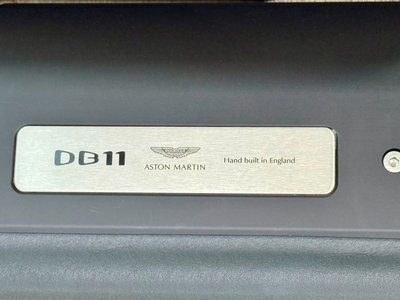 DB11
ASTON MARTIN
Hand built in England